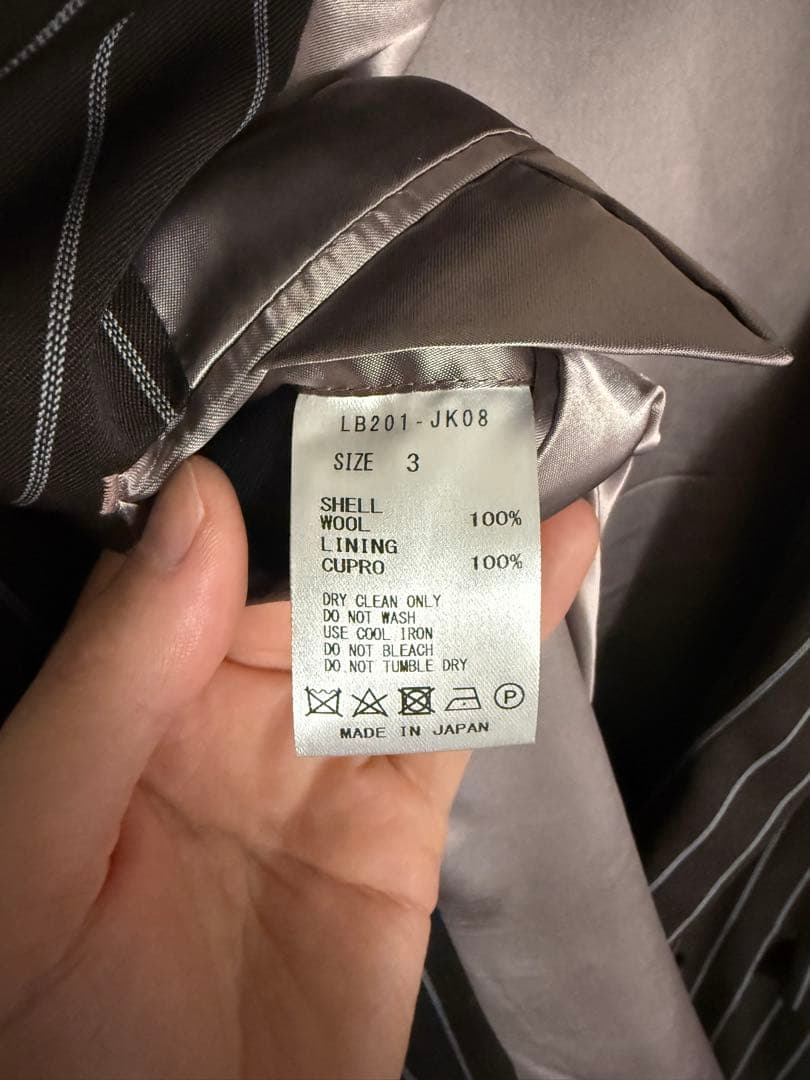 LB201-JK08
SIZE 3
SHELL
WOOL 100%
LINING
CUPRO 100%
DRY CLEAN ONLY
DO NOT WASH
USE COOL IRON
DO NOT BLEACH
DO NOT TUMBLE DRY
P
MADE IN JAPAN